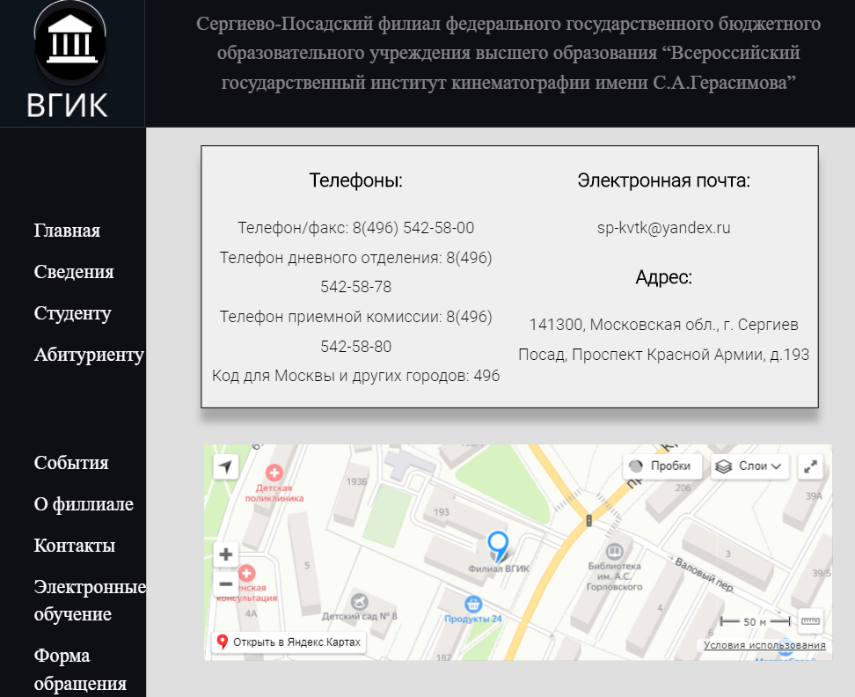 ВГИК
Сергиево-Посадский филиал федерального государственного бюджетного
образовательного учреждения высшего образования “Всероссийский
государственный институт кинематографии имени С.А.Герасимова”
Главная
Сведения
Студенту
Абитуриенту
События
О филлиале
Контакты
Электронные
обучение
Форма
обращения
Телефоны:
Телефон/факс: 8(496) 542-58-00
Телефон дневного отделения: 8(496)
542-58-78
Телефон приемной комиссии: 8(496)
542-58-80
Код для Москвы и других городов: 496
Электронная почта:
sp-kvtk@yandex.ru
Адрес:
141300, Московская обл., г. Сергиев
Посад, Проспект Красной Армии, д.193
Пробки
Слои
Детская
поликлиника
193Б
193
206
39А
5
Филиал ВГИК
Библиотека
им. А.С.
Горловского
3
Валовый пер.
39/5
консультация
4А
Детский сад № 8
Продукты 24
4
50 м
Открыть в Яндекс.Картах
187
Условия использования